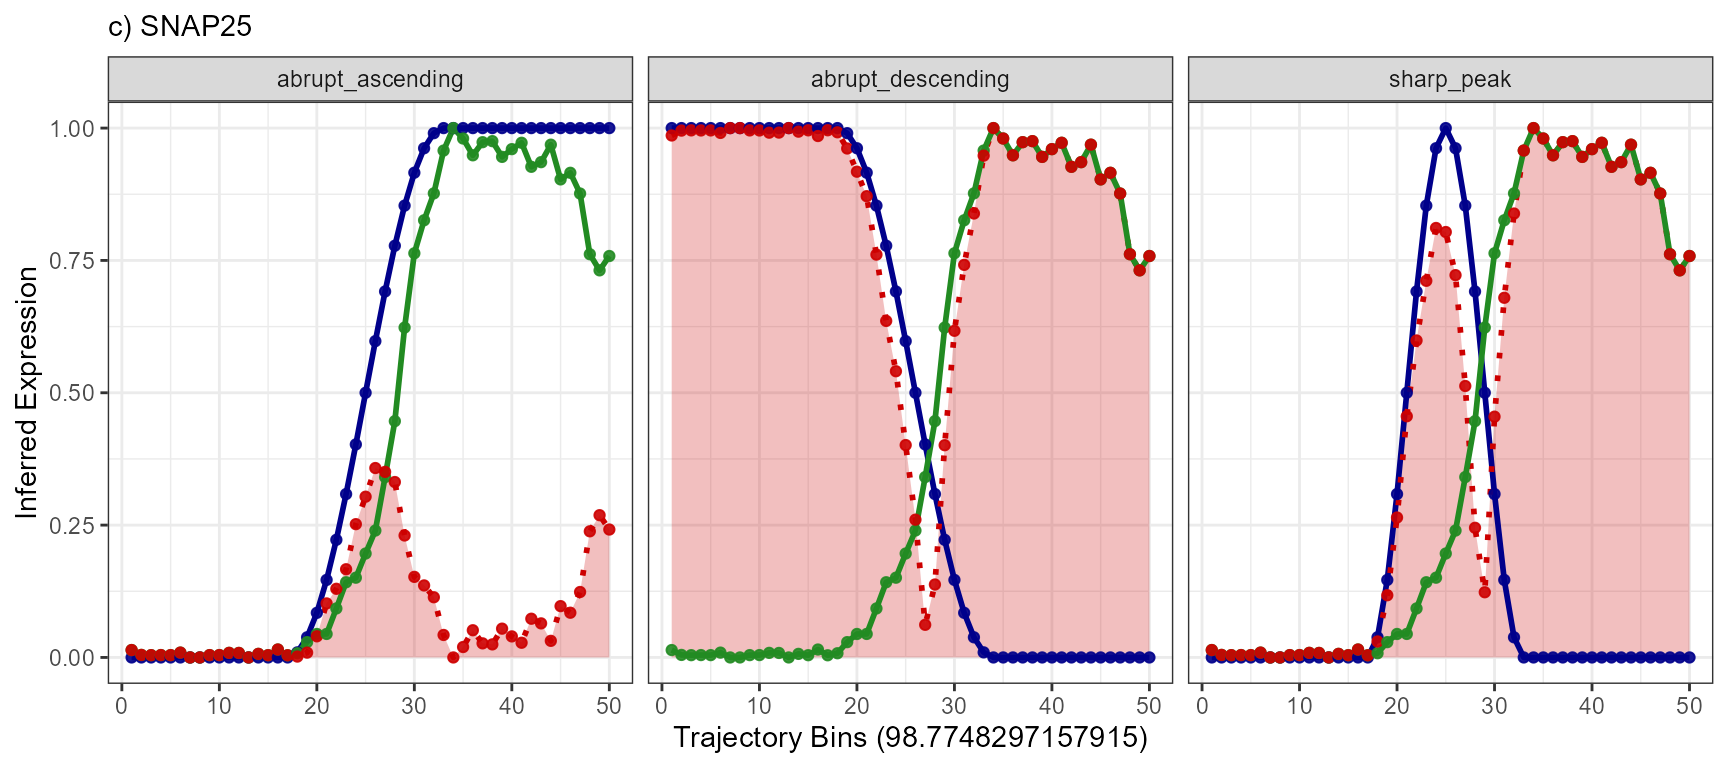 c) SNAP25
abrupt_ascending abrupt_descending sharp_peak
Inferred Expression
1.00
0.75
0.50
0.25
0.00
0 10 20 30 40 50 0 10 20 30 40 50 0 10 20 30 40 50
Trajectory Bins (98.7748297157915)